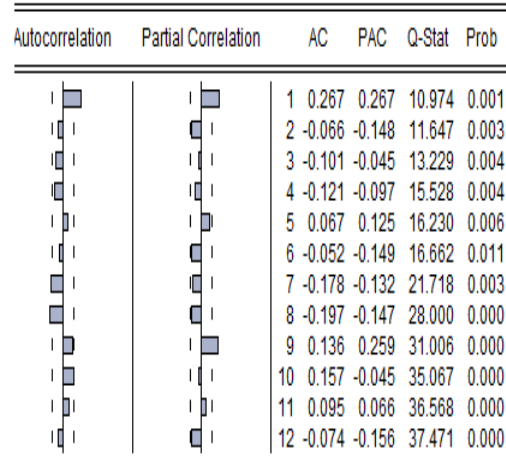 Autocorrelation Partial Correlation AC PAC Q-Stat Prob
1 0.267 0.267 10.974 0.001
2 -0.066 -0.148 11.647 0.003
3 -0.101 -0.045 13.229 0.004
4 -0.121 -0.097 15.528 0.004
5 0.067 0.125 16.230 0.006
6 -0.052 -0.149 16.662 0.011
7 -0.178 -0.132 21.718 0.003
8 -0.197 -0.147 28.000 0.000
9 0.136 0.259 31.006 0.000
10 0.157 -0.045 35.067 0.000
11 0.095 0.066 36.568 0.000
12 -0.074 -0.156 37.471 0.000